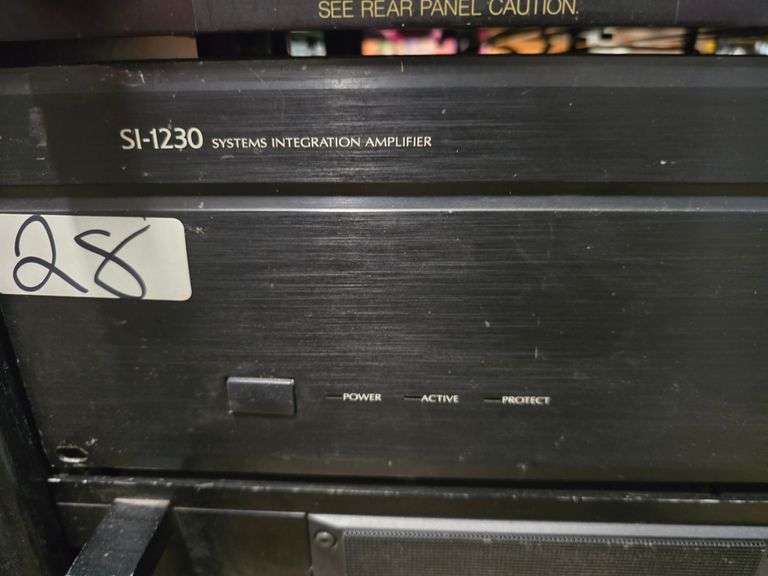 SEE REAR PANEL CAUTION.
SI-1230 SYSTEMS INTEGRATION AMPLIFIER
28
POWER ACTIVE PROTECT